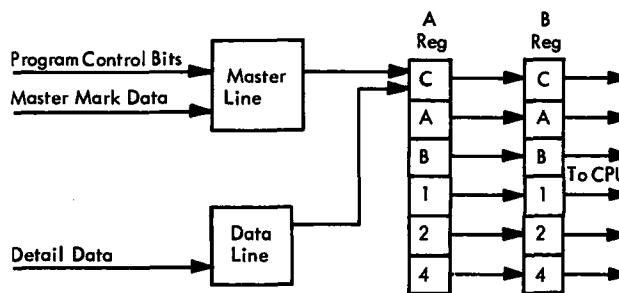 Program Control Bits
Master Mark Data
Master Line
Detail Data
Data Line
A Reg
C
A
B
1
2
4
B Reg
C
A
B
1
2
4
To CPU